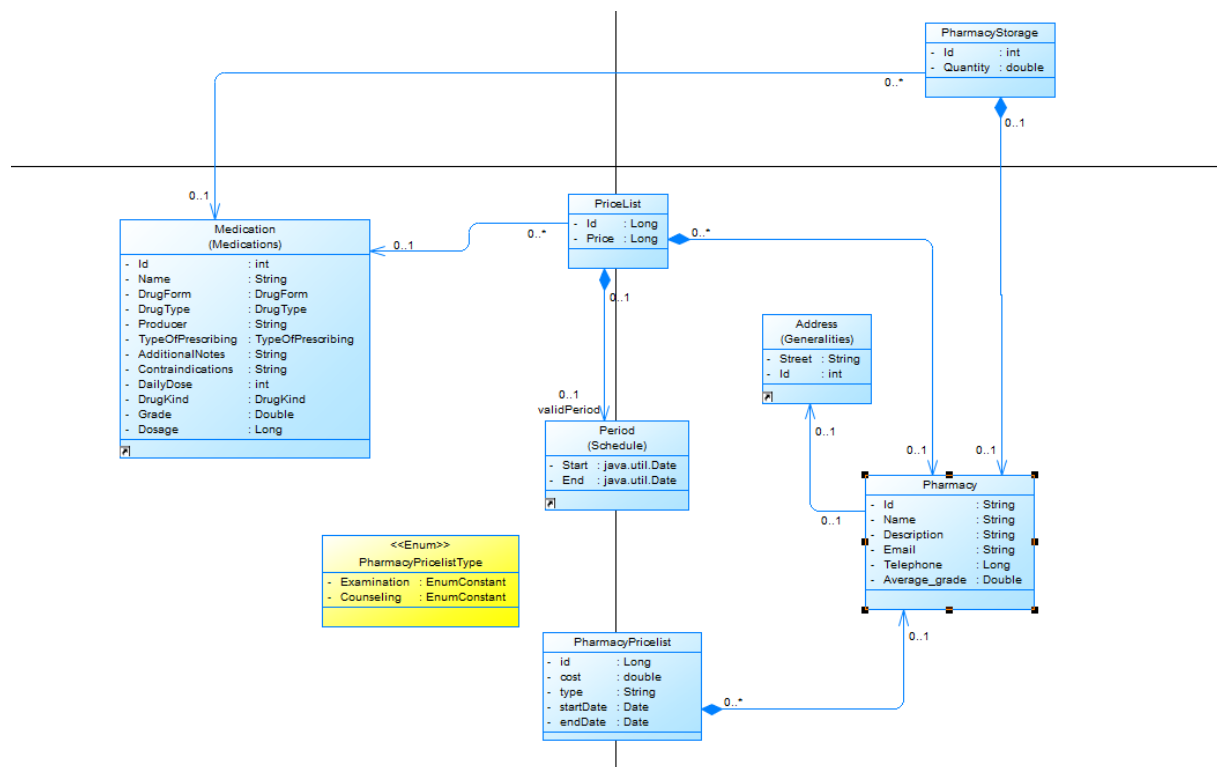 PharmacyStorage
- Id : int
- Quantity : double
0..*
0..1
0..1
PriceList
- Id : Long
- Price : Long
0..*
0..1
0..*
0..1
Medication
(Medications)
- Id : int
- Name : String
- DrugForm : DrugForm
- DrugType : DrugType
- Producer : String
- TypeOfPrescribing : TypeOfPrescribing
- AdditionalNotes : String
- Contraindications : String
- DailyDose : int
- DrugKind : DrugKind
- Grade : Double
- Dosage : Long
Address
(Generalities)
- Street : String
- Id : int
0..1
validPeriod
Period
(Schedule)
- Start : java.util.Date
- End : java.util.Date
0..1
0..1
0..1
0..1
Pharmacy
- Id : String
- Name : String
- Description : String
- Email : String
- Telephone : Long
- Average_grade : Double
<<Enum>>
PharmacyPricelistType
- Examination : EnumConstant
- Counseling : EnumConstant
0..1
PharmacyPricelist
- id : Long
- cost : double
- type : String
- startDate : Date
- endDate : Date
0..*